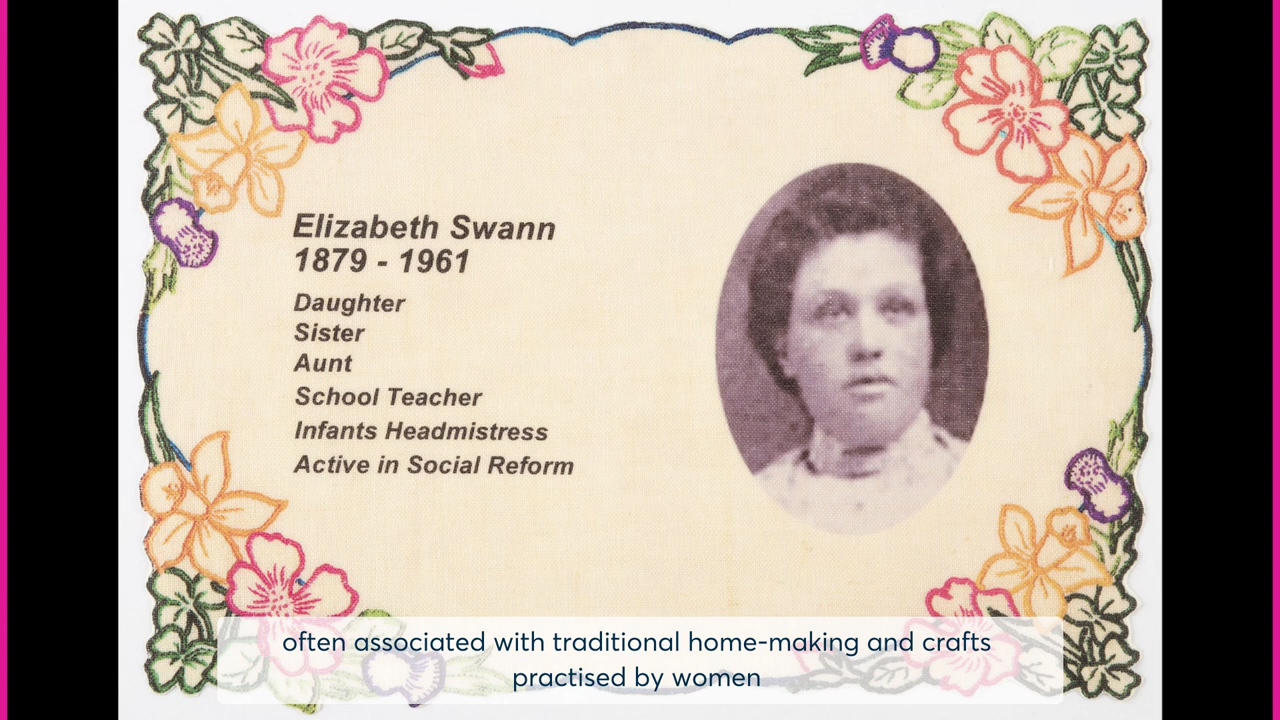 Elizabeth Swann
1879 - 1961
Daughter
Sister
Aunt
School Teacher
Infants Headmistress
Active in Social Reform
often associated with traditional home-making and crafts
practised by women